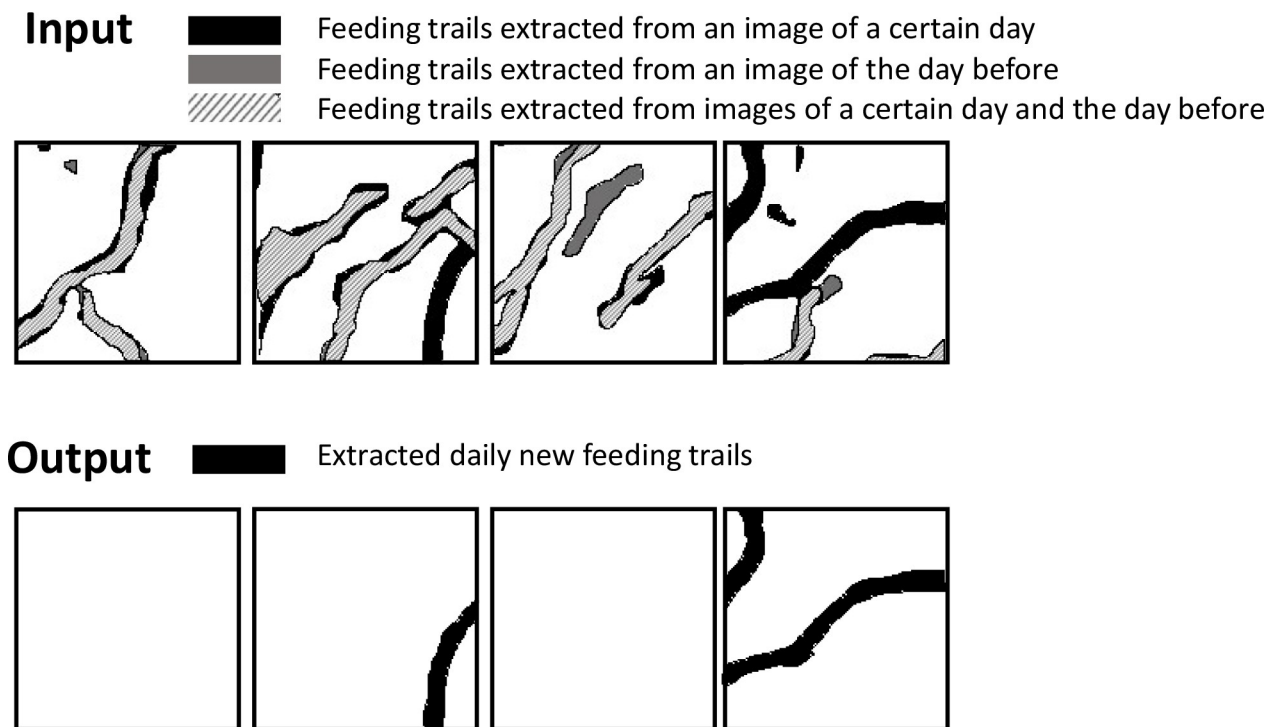 Input
Feeding trails extracted from an image of a certain day
Feeding trails extracted from an image of the day before
Feeding trails extracted from images of a certain day and the day before
Output
Extracted daily new feeding trails